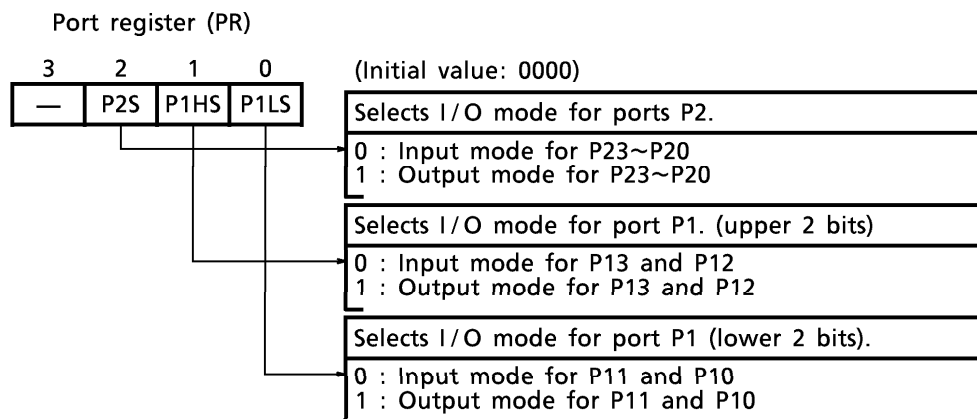 Port register (PR)
3 2 1 0
(Initial value: 0000)
— P2S P1HS P1LS
Selects I/O mode for ports P2.
0 : Input mode for P23~P20
1 : Output mode for P23~P20
Selects I/O mode for port P1. (upper 2 bits)
0 : Input mode for P13 and P12
1 : Output mode for P13 and P12
Selects I/O mode for port P1 (lower 2 bits).
0 : Input mode for P11 and P10
1 : Output mode for P11 and P10